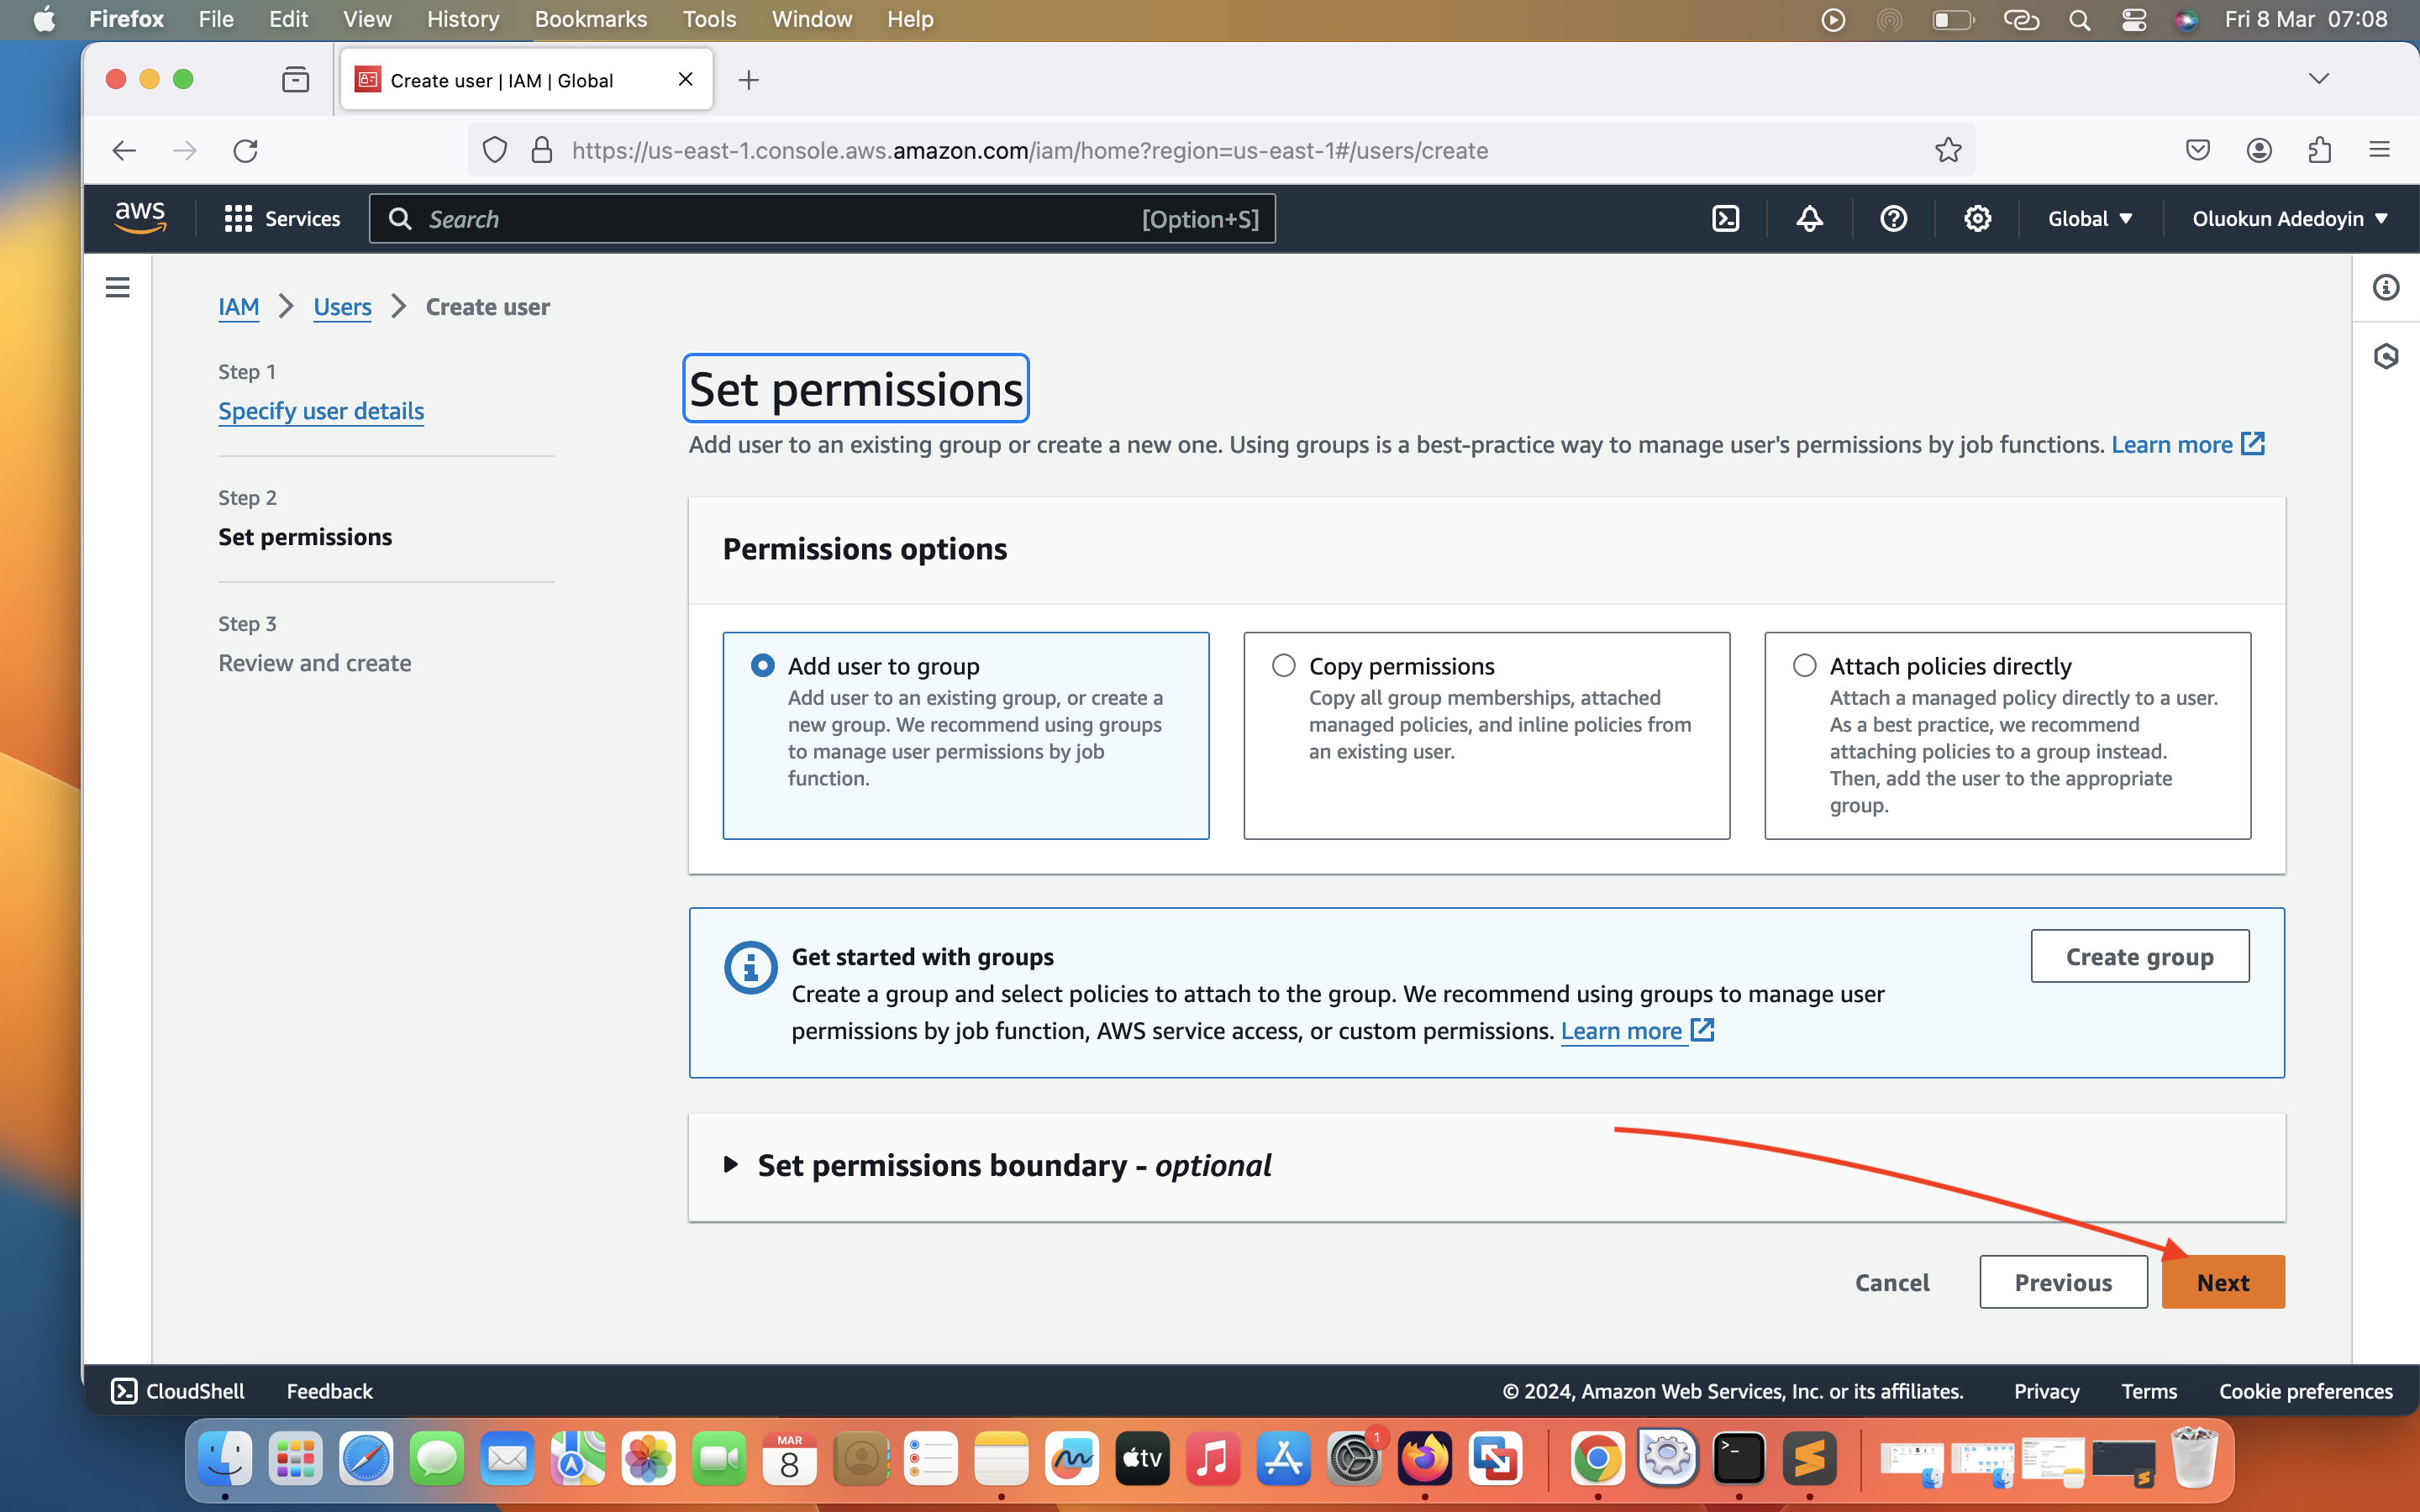 Firefox File Edit View History Bookmarks Tools Window Help Fri 8 Mar 07:08
Create user | IAM | Global
https://us-east-1.console.aws.amazon.com/iam/home?region=us-east-1#/users/create
aws Services Search [Option+S] Global Oluokun Adedoyin
IAM Users Create user
Step 1
Specify user details
Step 2
Set permissions
Step 3
Review and create
Set permissions
Add user to an existing group or create a new one. Using groups is a best-practice way to manage user's permissions by job functions. Learn more
Permissions options
Add user to group
Add user to an existing group, or create a
new group. We recommend using groups
to manage user permissions by job
function.
Copy permissions
Copy all group memberships, attached
managed policies, and inline policies from
an existing user.
Attach policies directly
Attach a managed policy directly to a user.
As a best practice, we recommend
attaching policies to a group instead.
Then, add the user to the appropriate
group.
Get started with groups
Create a group and select policies to attach to the group. We recommend using groups to manage user
permissions by job function, AWS service access, or custom permissions. Learn more
Create group
Set permissions boundary - optional
Cancel Previous Next
CloudShell Feedback © 2024, Amazon Web Services, Inc. or its affiliates. Privacy Terms Cookie preferences
MAR
8
tv
1